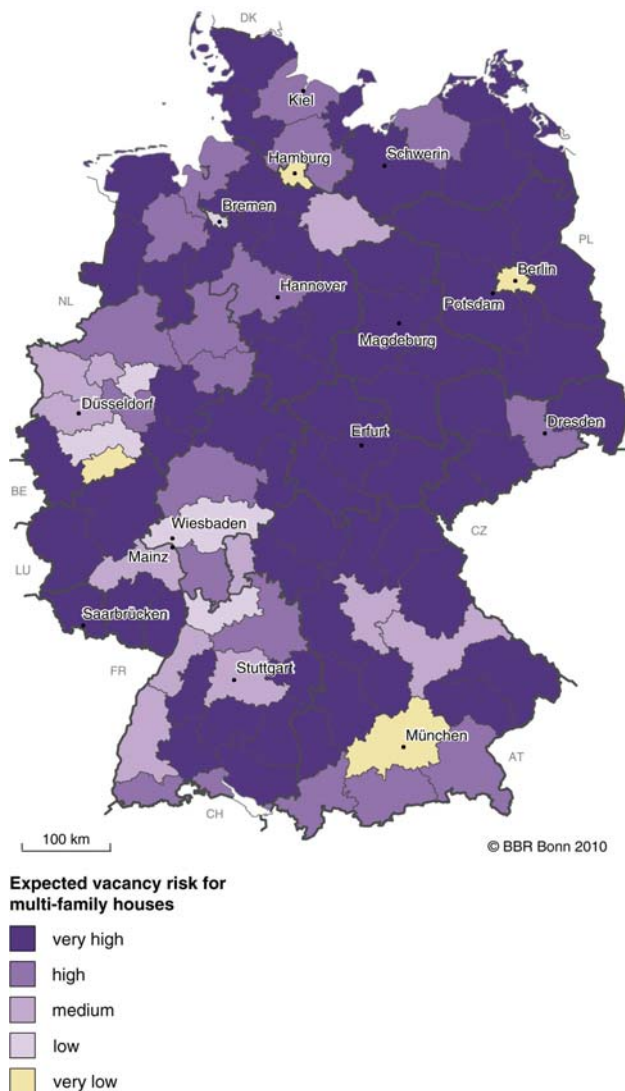 DK
Kiel
Schwerin
Hamburg
Bremen
PL
Berlin
Hannover
Potsdam
NL
Magdeburg
Düsseldorf
Dresden
Erfurt
BE
Wiesbaden
CZ
Mainz
LU
Saarbrücken
FR
Stuttgart
München
AT
CH
100 km
© BBR Bonn 2010
Expected vacancy risk for
multi-family houses
very high
high
medium
low
very low